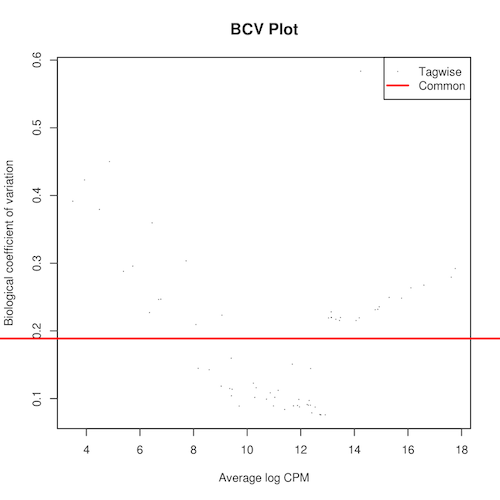 BCV Plot
Tagwise
Common
0.6
0.5
0.4
0.3
0.2
0.1
Biological coefficient of variation
4 6 8 10 12 14 16 18
Average log CPM